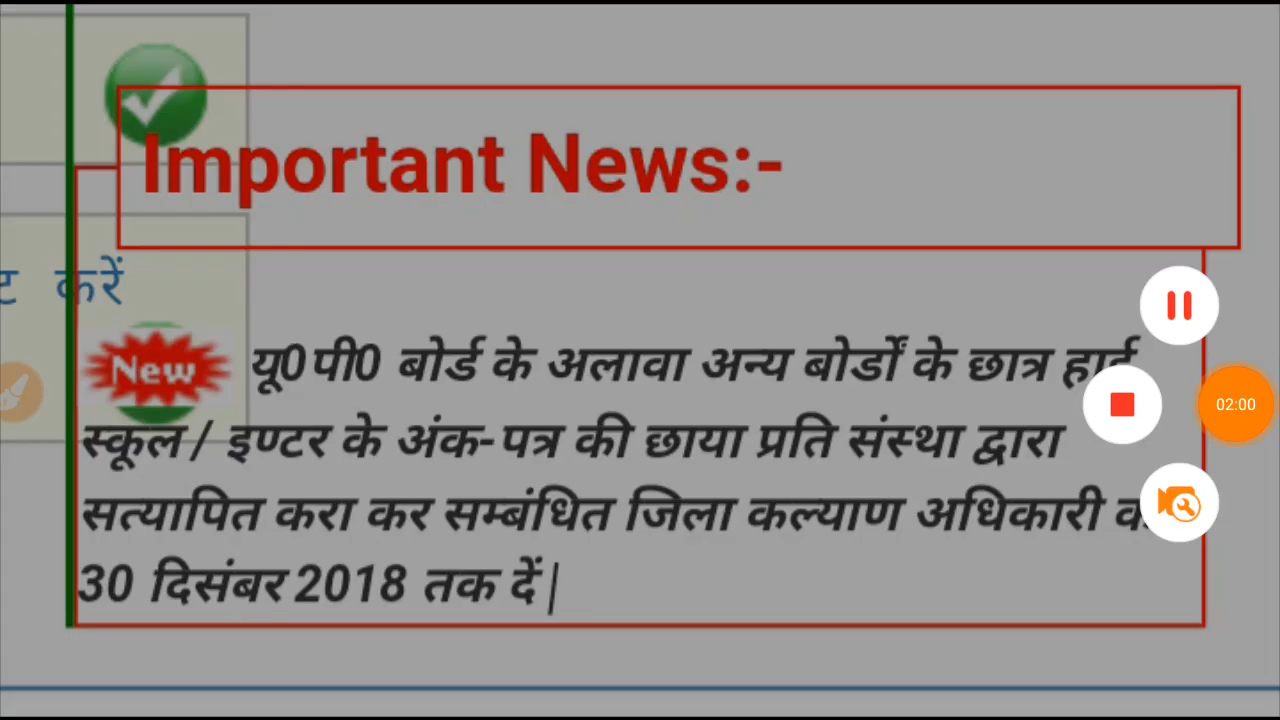 Important News:-
ट करें
New यू0पी0 बोर्ड के अलावा अन्य बोर्डों के छात्र हाई
स्कूल / इण्टर के अंक-पत्र की छाया प्रति संस्था द्वारा
सत्यापित करा कर सम्बंधित जिला कल्याण अधिकारी
30 दिसंबर 2018 तक दें|
02:00